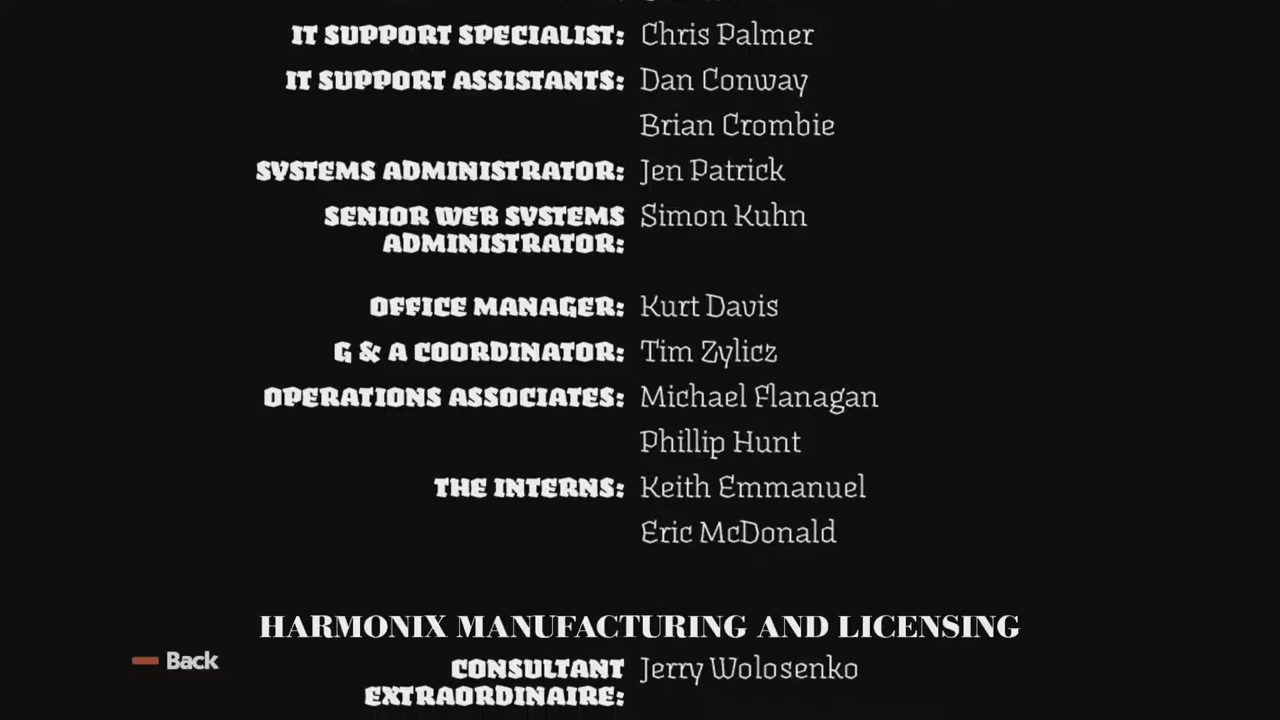 IT SUPPORT SPECIALIST: Chris Palmer
IT SUPPORT ASSISTANTS: Dan Conway
Brian Crombie
SYSTEMS ADMINISTRATOR: Jen Patrick
SENIOR WEB SYSTEMS Simon Kuhn
ADMINISTRATOR:
OFFICE MANAGER: Kurt Davis
G & A COORDINATOR: Tim Zylicz
OPERATIONS ASSOCIATES: Michael Flanagan
Phillip Hunt
THE INTERNS: Keith Emmanuel
Eric McDonald
HARMONIX MANUFACTURING AND LICENSING
Back
CONSULTANT Jerry Wolosenko
EXTRAORDINAIRE: